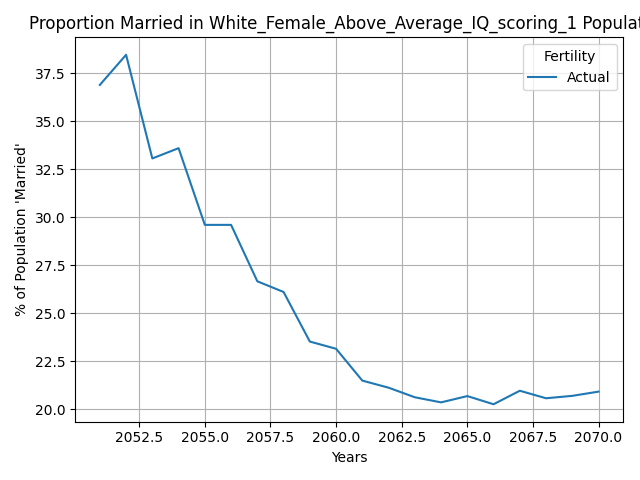 Proportion Married in White_Female_Above_Average_IQ_scoring_1 Populat
Fertility
Actual
37.5
35.0
32.5
30.0
27.5
25.0
22.5
20.0
% of Population 'Married'
2052.5 2055.0 2057.5 2060.0 2062.5 2065.0 2067.5 2070.0
Years